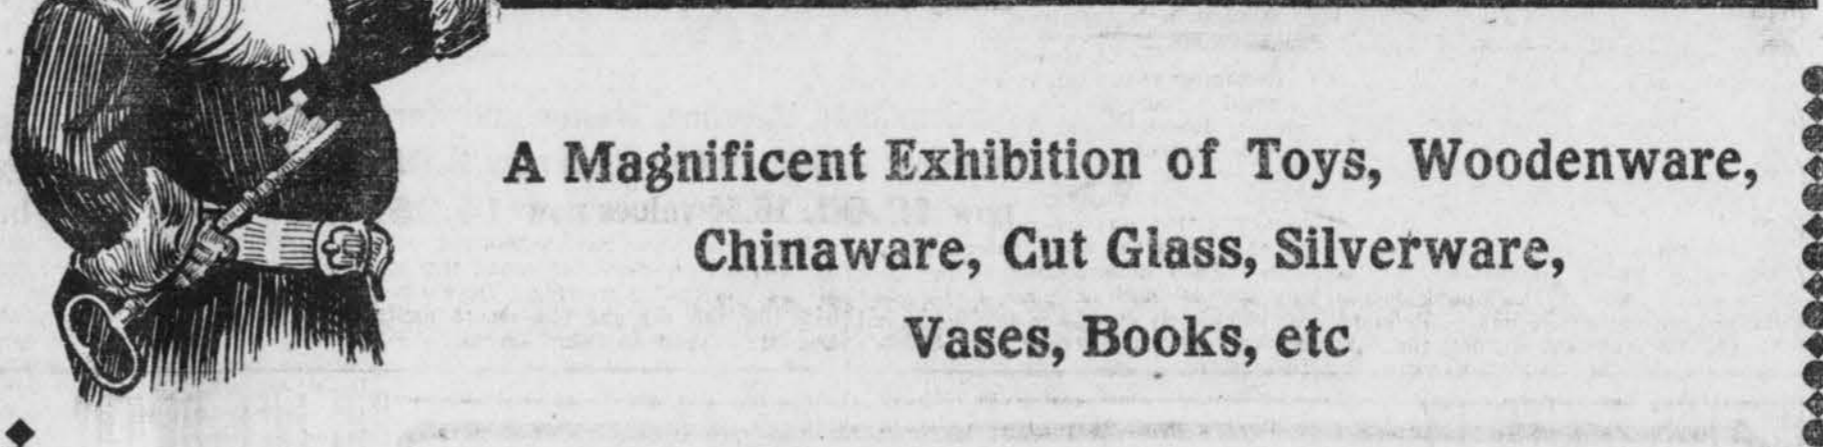 A Magnificent Exhibition of Toys, Woodenware,
Chinaware, Cut Glass, Silverware,
Vases, Books, etc